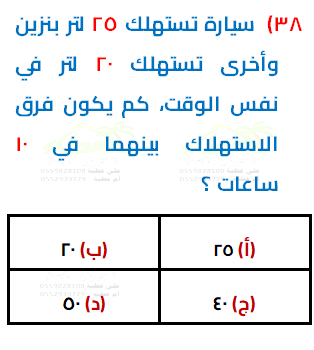 ٣٨) سيارة تستهلك ٢٥ لتر بنزين
وأخرى تستهلك ٢٠ لتر في
نفس الوقت، كم يكون فرق
الاستهلاك بينهما في ١٠
ساعات ؟
(أ) ٢٥ (ب) ٢٠
(ج) ٤٠ (د) ٥٠